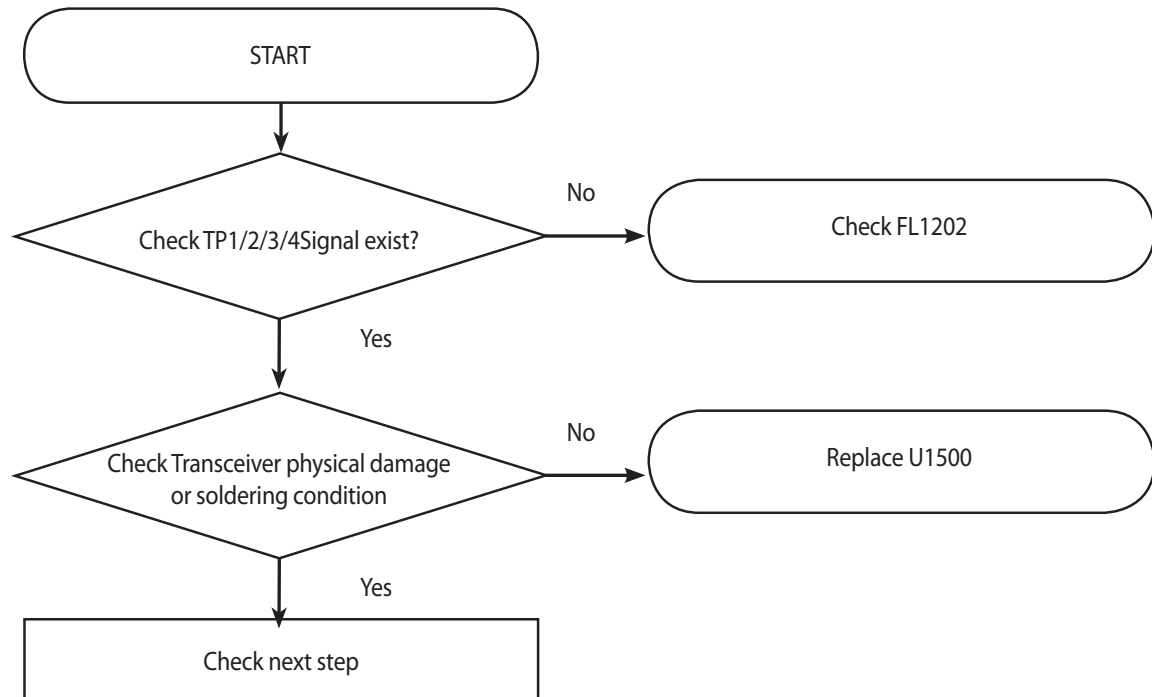 START
No
Check TP1/2/3/4Signal exist?
Check FL1202
Yes
No
Check Transceiver physical damage
or soldering condition
Replace U1500
Yes
Check next step